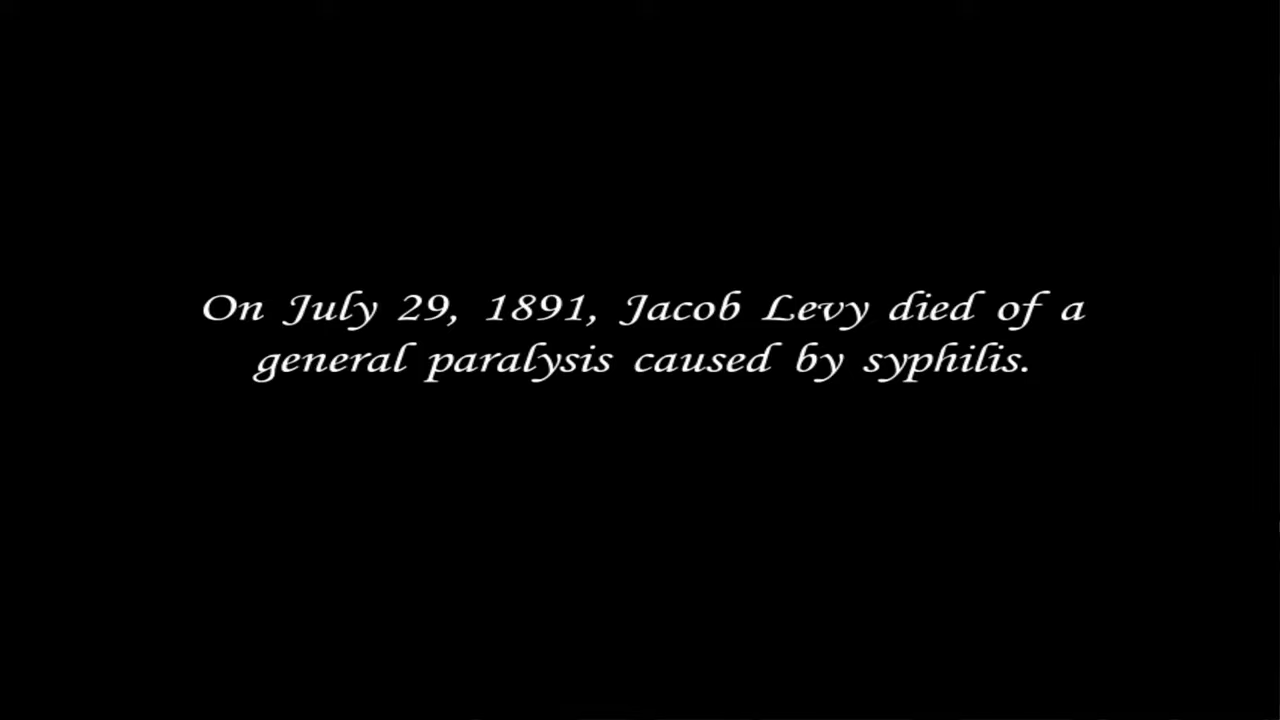 On July 29, 1891, Jacob Levy died of a
general paralysis caused by syphilis.